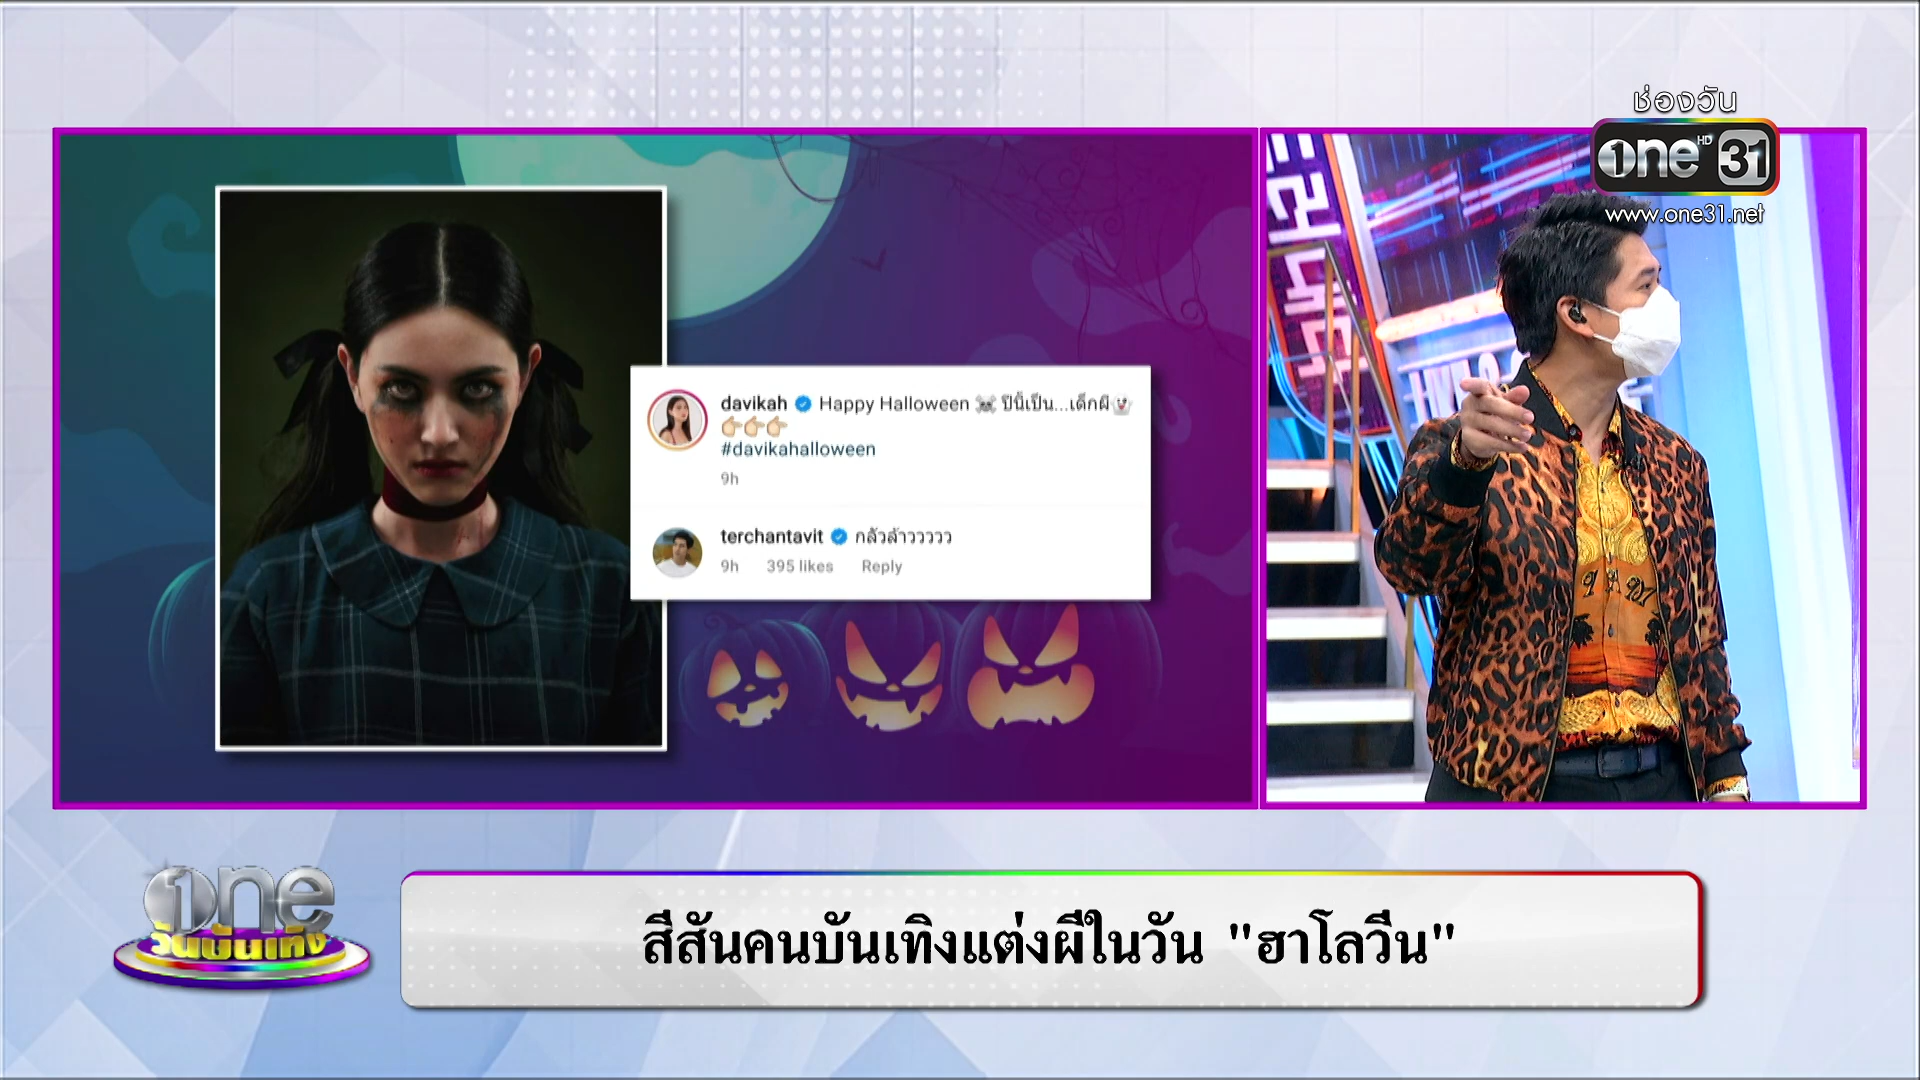 ช่องวัน
one HD 31
www.one31.net
davikah Happy Halloween ☠ ปีนี้เป็น...เด็กผี👻
👉🏻👉🏻👉🏻
#davikahalloween
9h
terchantavit กลัวล้าววววว
9h 395 likes Reply
one
วันบันเทิง
สีสันคนบันเทิงแต่งผีในวัน "ฮาโลวีน"